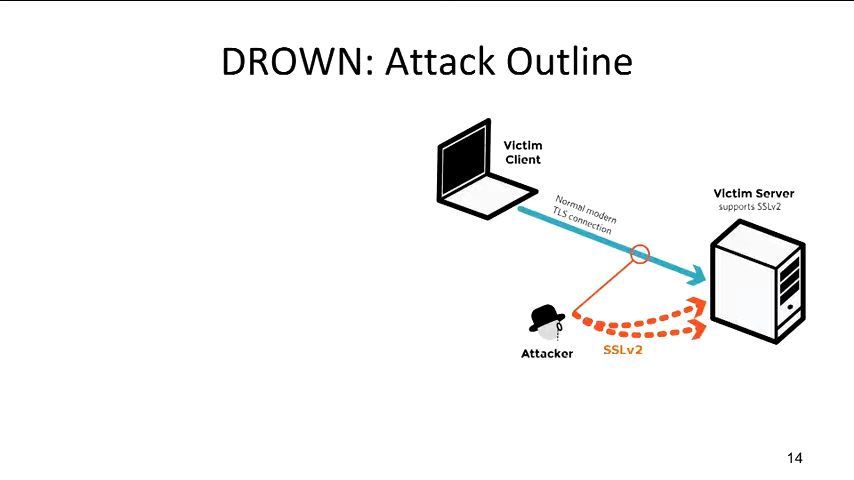 DROWN: Attack Outline
Victim
Client
Normal modern
TLS connection
Victim Server
supports SSLv2
Attacker
SSLv2
14